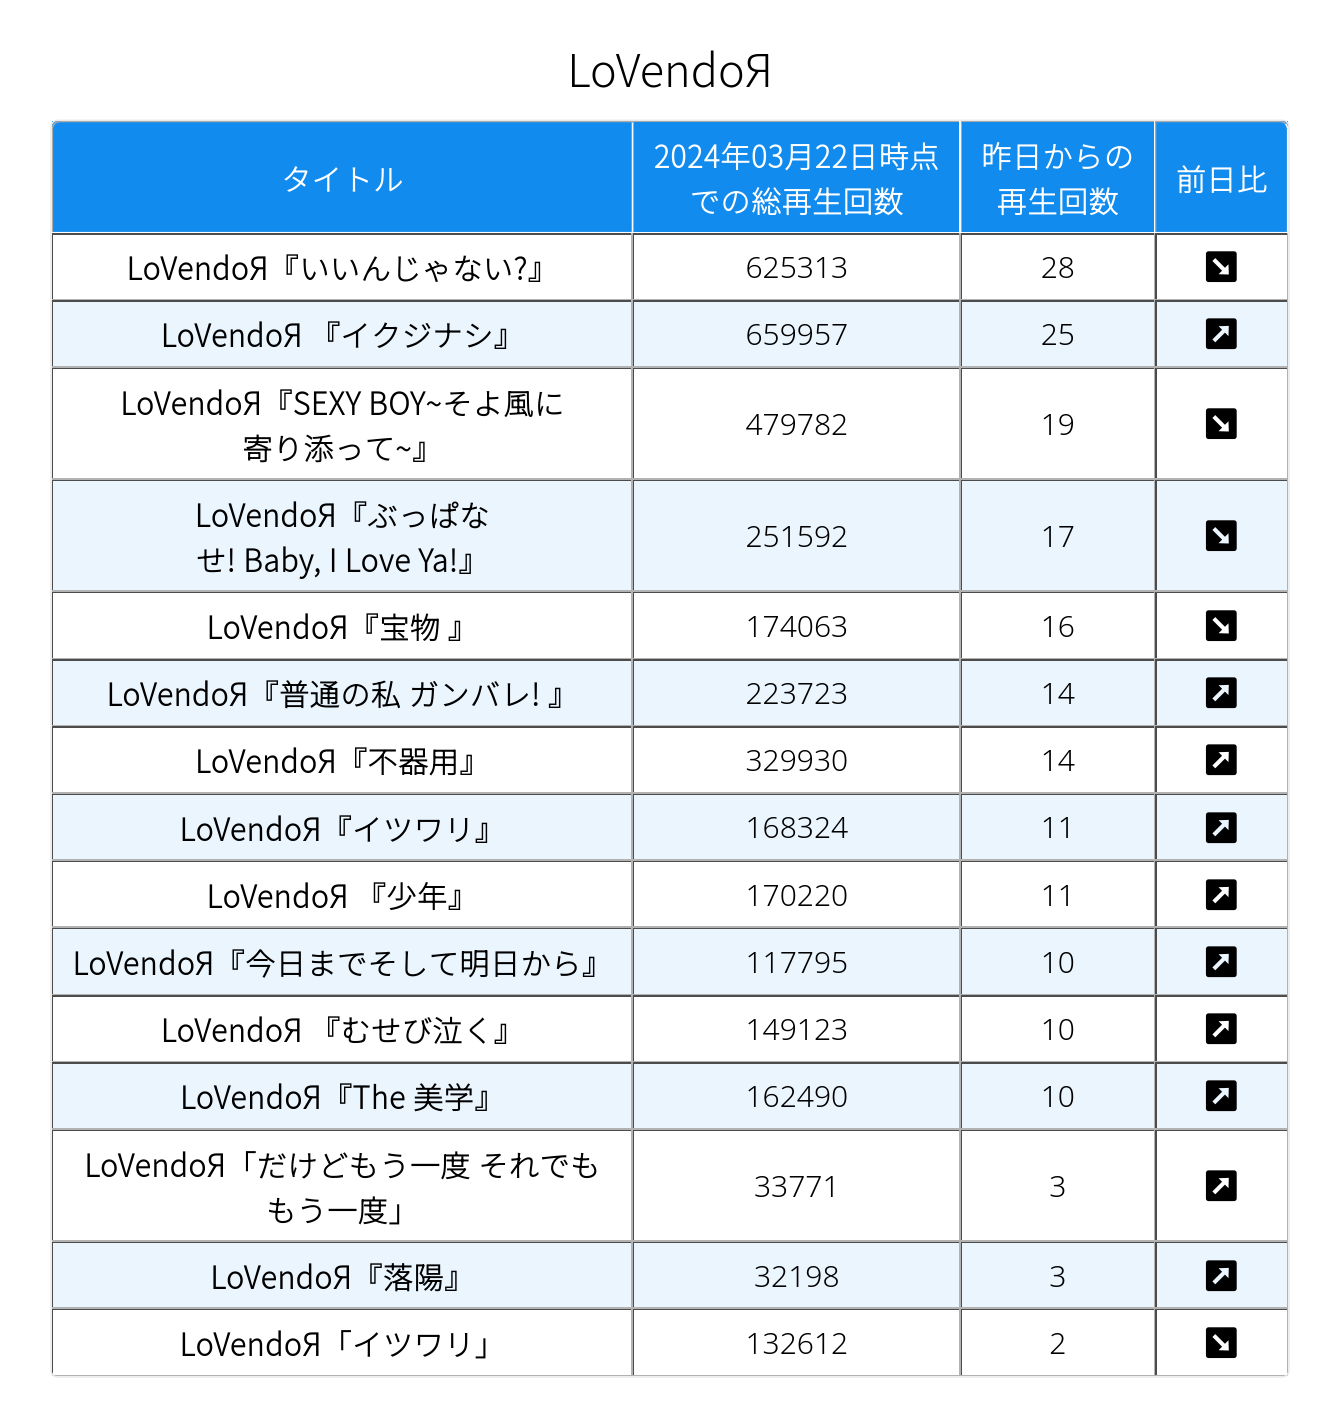 LoVendoЯ
タイトル
2024年03月22日時点
での総再生回数
昨日からの
再生回数
前日比
LoVendoЯ『いいんじゃない?』
625313
28
LoVendoЯ 『イクジナシ』
659957
25
LoVendoЯ『SEXY BOY~そよ風に
寄り添って~』
479782
19
LoVendoЯ『ぶっぱな
せ! Baby, I Love Ya!』
251592
17
LoVendoЯ『宝物 』
174063
16
LoVendoЯ『普通の私 ガンバレ! 』
223723
14
LoVendoЯ『不器用』
329930
14
LoVendoЯ『イツワリ』
168324
11
LoVendoЯ 『少年』
170220
11
LoVendoЯ『今日までそして明日から』
117795
10
LoVendoЯ 『むせび泣く』
149123
10
LoVendoЯ『The 美学』
162490
10
LoVendoЯ「だけどもう一度 それでも
もう一度」
33771
3
LoVendoЯ『落陽』
32198
3
LoVendoЯ「イツワリ」
132612
2